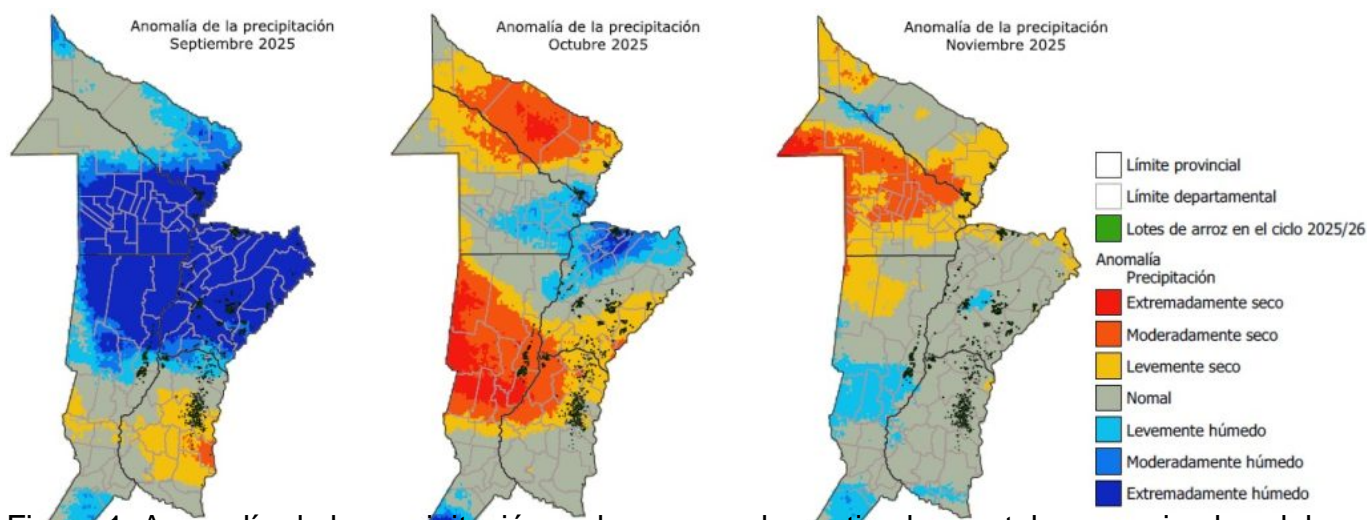 Anomalía de la precipitación
Septiembre 2025
Anomalía de la precipitación
Octubre 2025
Anomalía de la precipitación
Noviembre 2025
Límite provincial
Límite departamental
Lotes de arroz en el ciclo 2025/26
Anomalía
Precipitación
Extremadamente seco
Moderadamente seco
Levemente seco
Nomal
Levemente húmedo
Moderadamente húmedo
Extremadamente húmedo